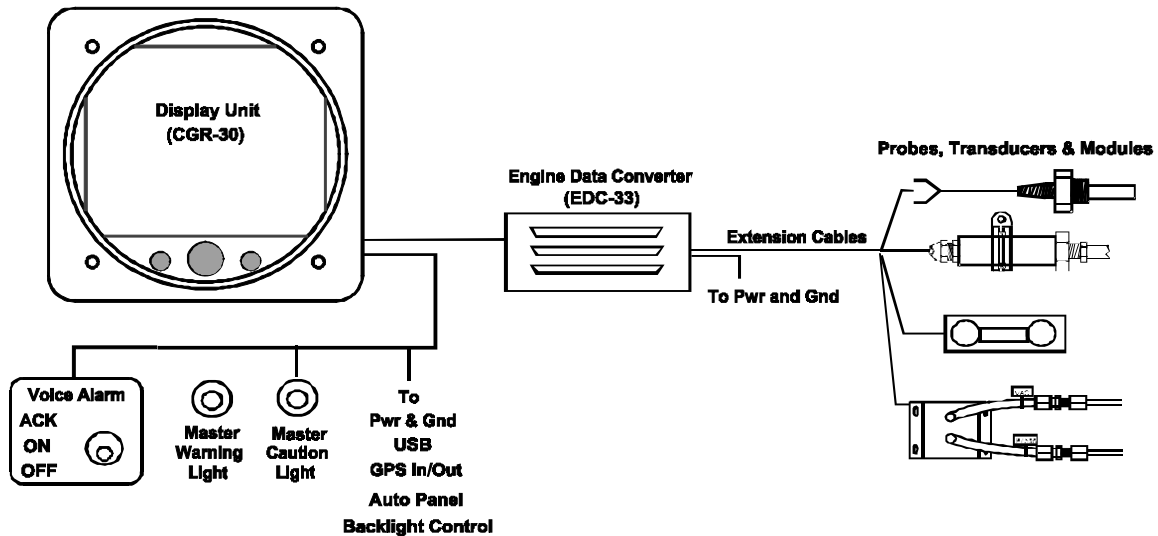 Display Unit
(CGR-30)
Probes, Transducers & Modules
Engine Data Converter
(EDC-33)
Extension Cables
To Pwr and Gnd
Voice Alarm
ACK
ON
OFF
Master
Warning
Light
Master
Caution
Light
To
Pwr & Gnd
USB
GPS In/Out
Auto Panel
Backlight Control